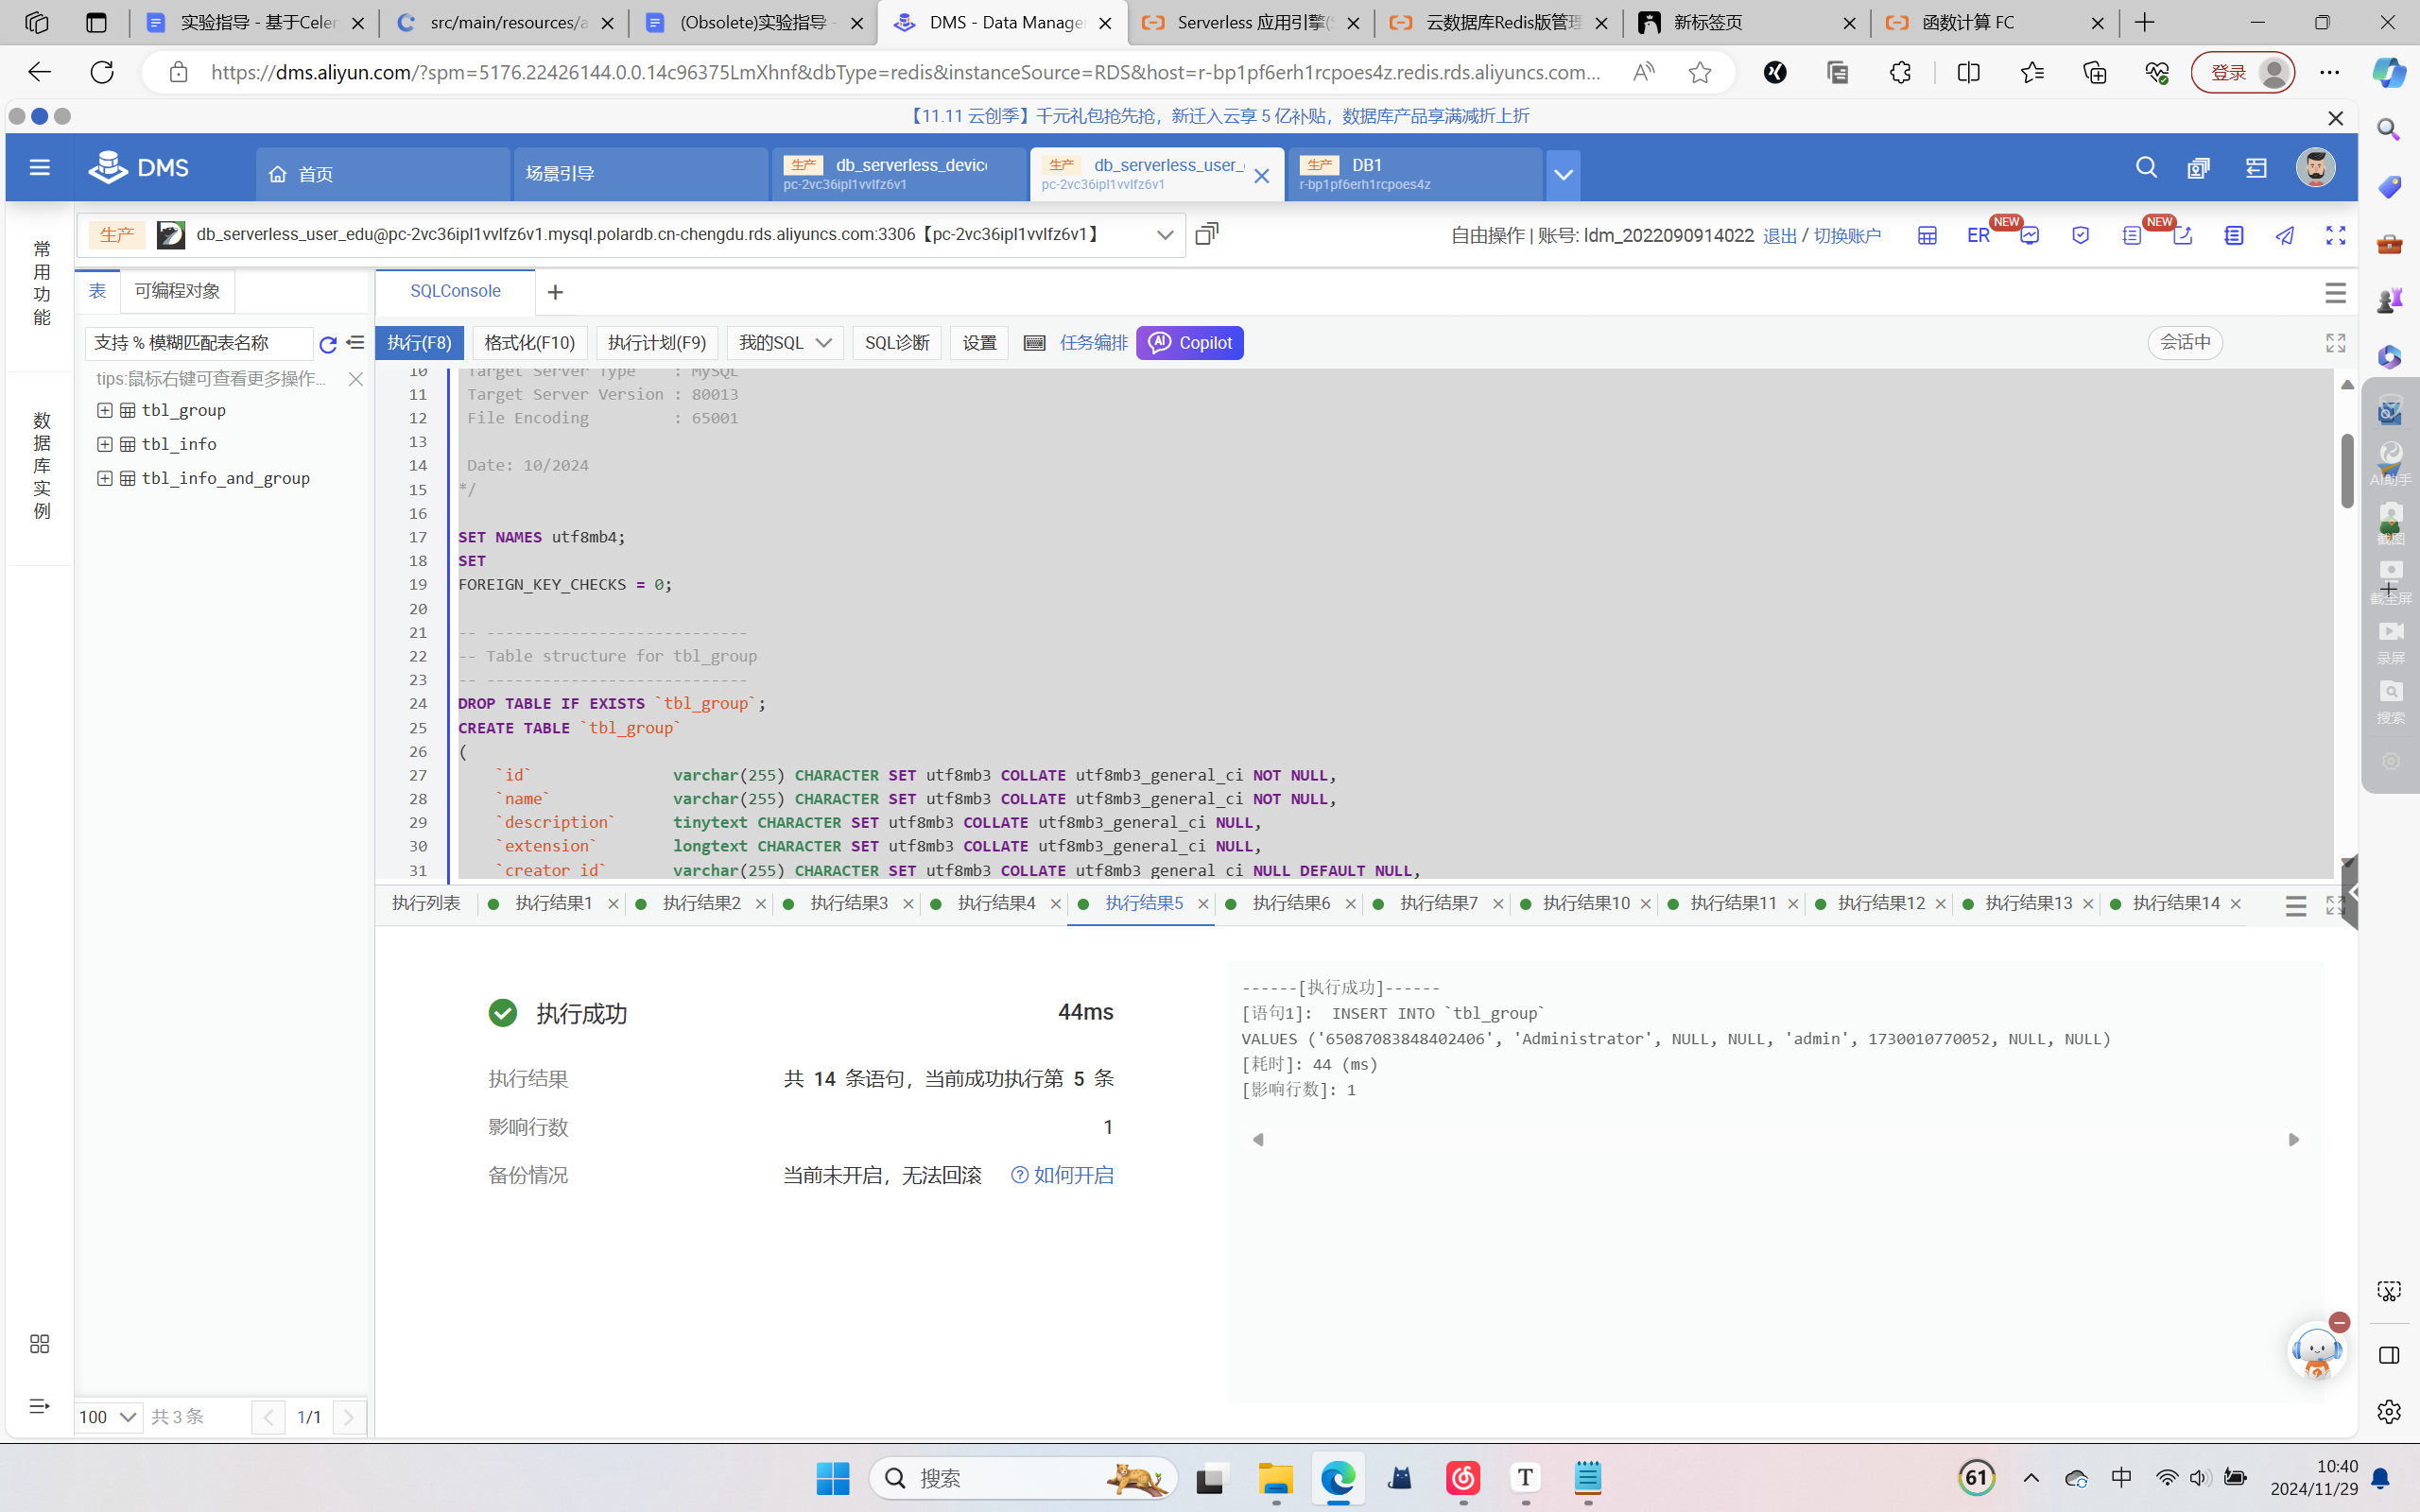 实验指导 - 基于Celer
src/main/resources/a
(Obsolete)实验指导 -
DMS - Data Manage
Serverless 应用引擎(S
云数据库Redis版管理
新标签页
函数计算 FC
https://dms.aliyun.com/?spm=5176.22426144.0.0.14c96375LmXhnf&dbType=redis&instanceSource=RDS&host=r-bp1pf6erh1rcpoes4z.redis.rds.aliyuncs.com...
登录
【11.11 云创季】千元礼包抢先抢，新迁入云享 5 亿补贴，数据库产品享满减折上折
DMS
首页
场景引导
生产 db_serverless_device
pc-2vc36ipl1vvlfz6v1
生产 db_serverless_user_
pc-2vc36ipl1vvlfz6v1
生产 DB1
r-bp1pf6erh1rcpoes4z
常用功能
数据库实例
生产 db_serverless_user_edu@pc-2vc36ipl1vvlfz6v1.mysql.polardb.cn-chengdu.rds.aliyuncs.com:3306【pc-2vc36ipl1vvlfz6v1】
自由操作 | 账号: ldm_2022090914022 退出 / 切换账户
ER
NEW
NEW
表
可编程对象
支持 % 模糊匹配表名称
tips:鼠标右键可查看更多操作...
tbl_group
tbl_info
tbl_info_and_group
100
共 3 条
1/1
SQLConsole
执行(F8)
格式化(F10)
执行计划(F9)
我的SQL
SQL诊断
设置
任务编排
AI Copilot
会话中
10 Target Server Type : MySQL
11 Target Server Version : 80013
12 File Encoding : 65001
13
14 Date: 10/2024
15 */
16
17 SET NAMES utf8mb4;
18 SET
19 FOREIGN_KEY_CHECKS = 0;
20
21 -- ----------------------------
22 -- Table structure for tbl_group
23 -- ----------------------------
24 DROP TABLE IF EXISTS `tbl_group`;
25 CREATE TABLE `tbl_group`
26 (
27 `id` varchar(255) CHARACTER SET utf8mb3 COLLATE utf8mb3_general_ci NOT NULL,
28 `name` varchar(255) CHARACTER SET utf8mb3 COLLATE utf8mb3_general_ci NOT NULL,
29 `description` tinytext CHARACTER SET utf8mb3 COLLATE utf8mb3_general_ci NULL,
30 `extension` longtext CHARACTER SET utf8mb3 COLLATE utf8mb3_general_ci NULL,
31 `creator_id` varchar(255) CHARACTER SET utf8mb3 COLLATE utf8mb3_general_ci NULL DEFAULT NULL,
执行列表
执行结果1
执行结果2
执行结果3
执行结果4
执行结果5
执行结果6
执行结果7
执行结果10
执行结果11
执行结果12
执行结果13
执行结果14
执行成功 44ms
执行结果 共 14 条语句，当前成功执行第 5 条
影响行数 1
备份情况 当前未开启，无法回滚 如何开启
------[执行成功]------
[语句1]: INSERT INTO `tbl_group`
VALUES ('65087083848402406', 'Administrator', NULL, NULL, 'admin', 1730010770052, NULL, NULL)
[耗时]: 44 (ms)
[影响行数]: 1
AI助手
截图
截全屏
录屏
搜索
搜索
T
61
中
10:40
2024/11/29